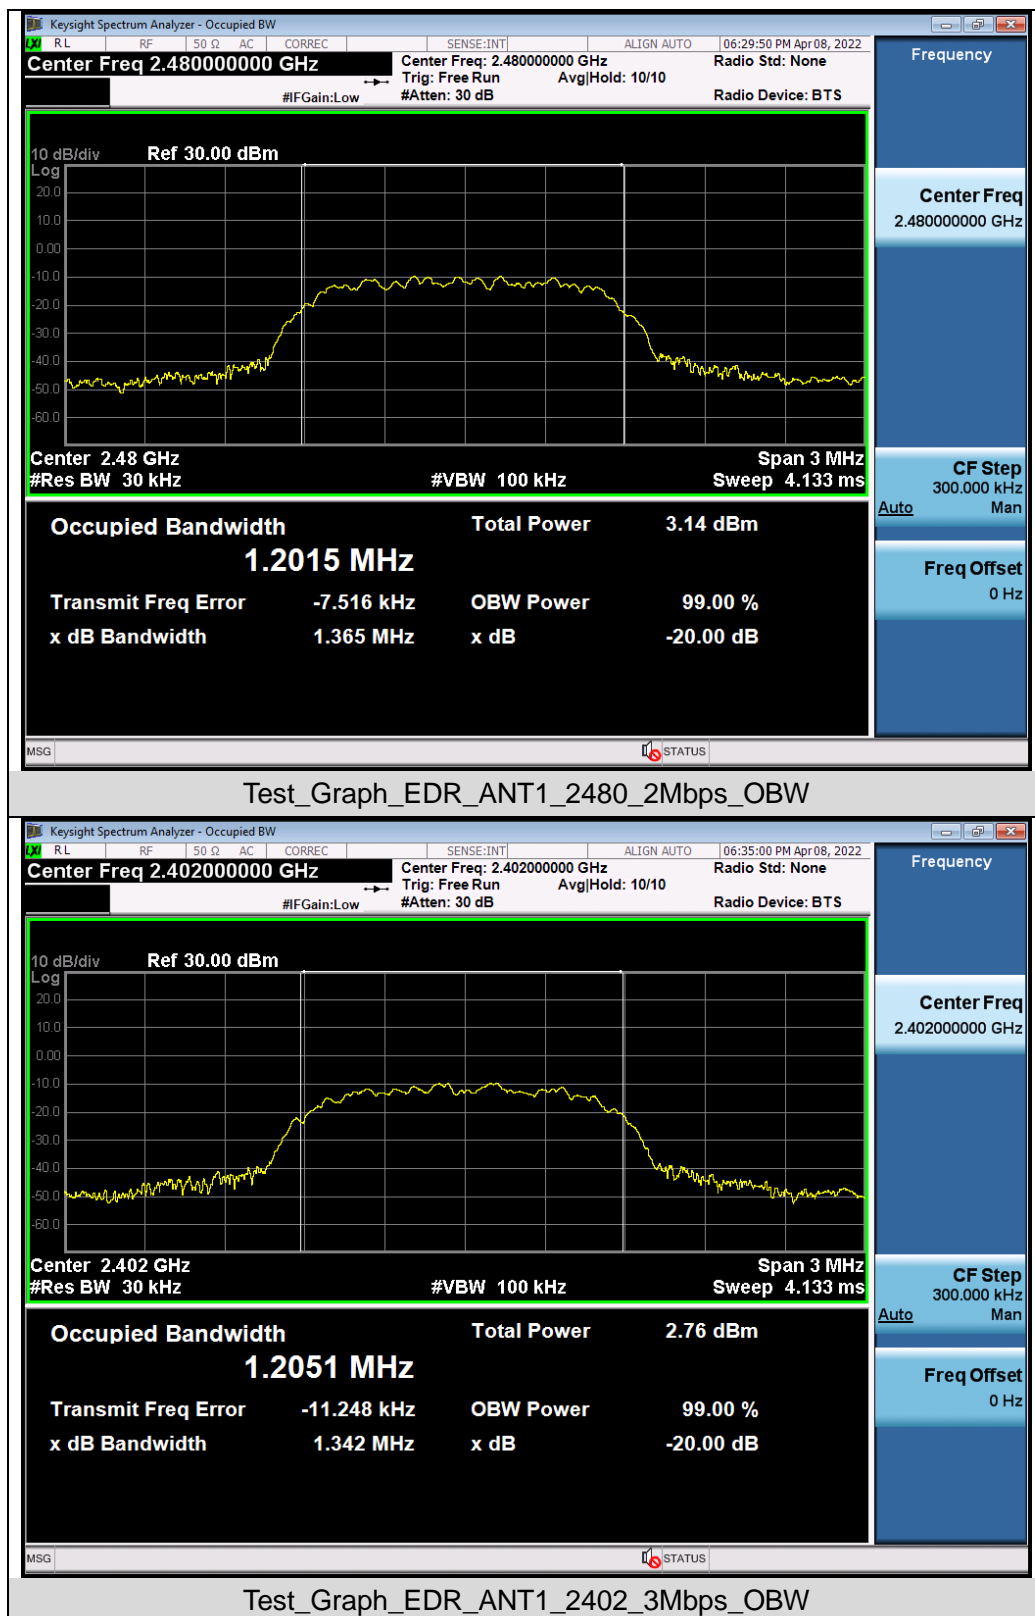 Keysight Spectrum Analyzer - Occupied BW
LXI RL RF 50 Ω AC CORREC SENSE:INT ALIGN AUTO 06:29:50 PM Apr 08, 2022
Center Freq 2.480000000 GHz
Center Freq: 2.480000000 GHz Radio Std: None
Trig: Free Run Avg|Hold: 10/10
#IFGain:Low #Atten: 30 dB Radio Device: BTS
Frequency
10 dB/div Ref 30.00 dBm
Log
20.0
10.0
0.00
-10.0
-20.0
-30.0
-40.0
-50.0
-60.0
Center Freq
2.480000000 GHz
Center 2.48 GHz Span 3 MHz
#Res BW 30 kHz #VBW 100 kHz Sweep 4.133 ms
CF Step
300.000 kHz
Auto Man
Occupied Bandwidth Total Power 3.14 dBm
1.2015 MHz
Transmit Freq Error -7.516 kHz OBW Power 99.00 %
x dB Bandwidth 1.365 MHz x dB -20.00 dB
Freq Offset
0 Hz
MSG STATUS
Test_Graph_EDR_ANT1_2480_2Mbps_OBW
Keysight Spectrum Analyzer - Occupied BW
LXI RL RF 50 Ω AC CORREC SENSE:INT ALIGN AUTO 06:35:00 PM Apr 08, 2022
Center Freq 2.402000000 GHz
Center Freq: 2.402000000 GHz Radio Std: None
Trig: Free Run Avg|Hold: 10/10
#IFGain:Low #Atten: 30 dB Radio Device: BTS
Frequency
10 dB/div Ref 30.00 dBm
Log
20.0
10.0
0.00
-10.0
-20.0
-30.0
-40.0
-50.0
-60.0
Center Freq
2.402000000 GHz
Center 2.402 GHz Span 3 MHz
#Res BW 30 kHz #VBW 100 kHz Sweep 4.133 ms
CF Step
300.000 kHz
Auto Man
Occupied Bandwidth Total Power 2.76 dBm
1.2051 MHz
Transmit Freq Error -11.248 kHz OBW Power 99.00 %
x dB Bandwidth 1.342 MHz x dB -20.00 dB
Freq Offset
0 Hz
MSG STATUS
Test_Graph_EDR_ANT1_2402_3Mbps_OBW